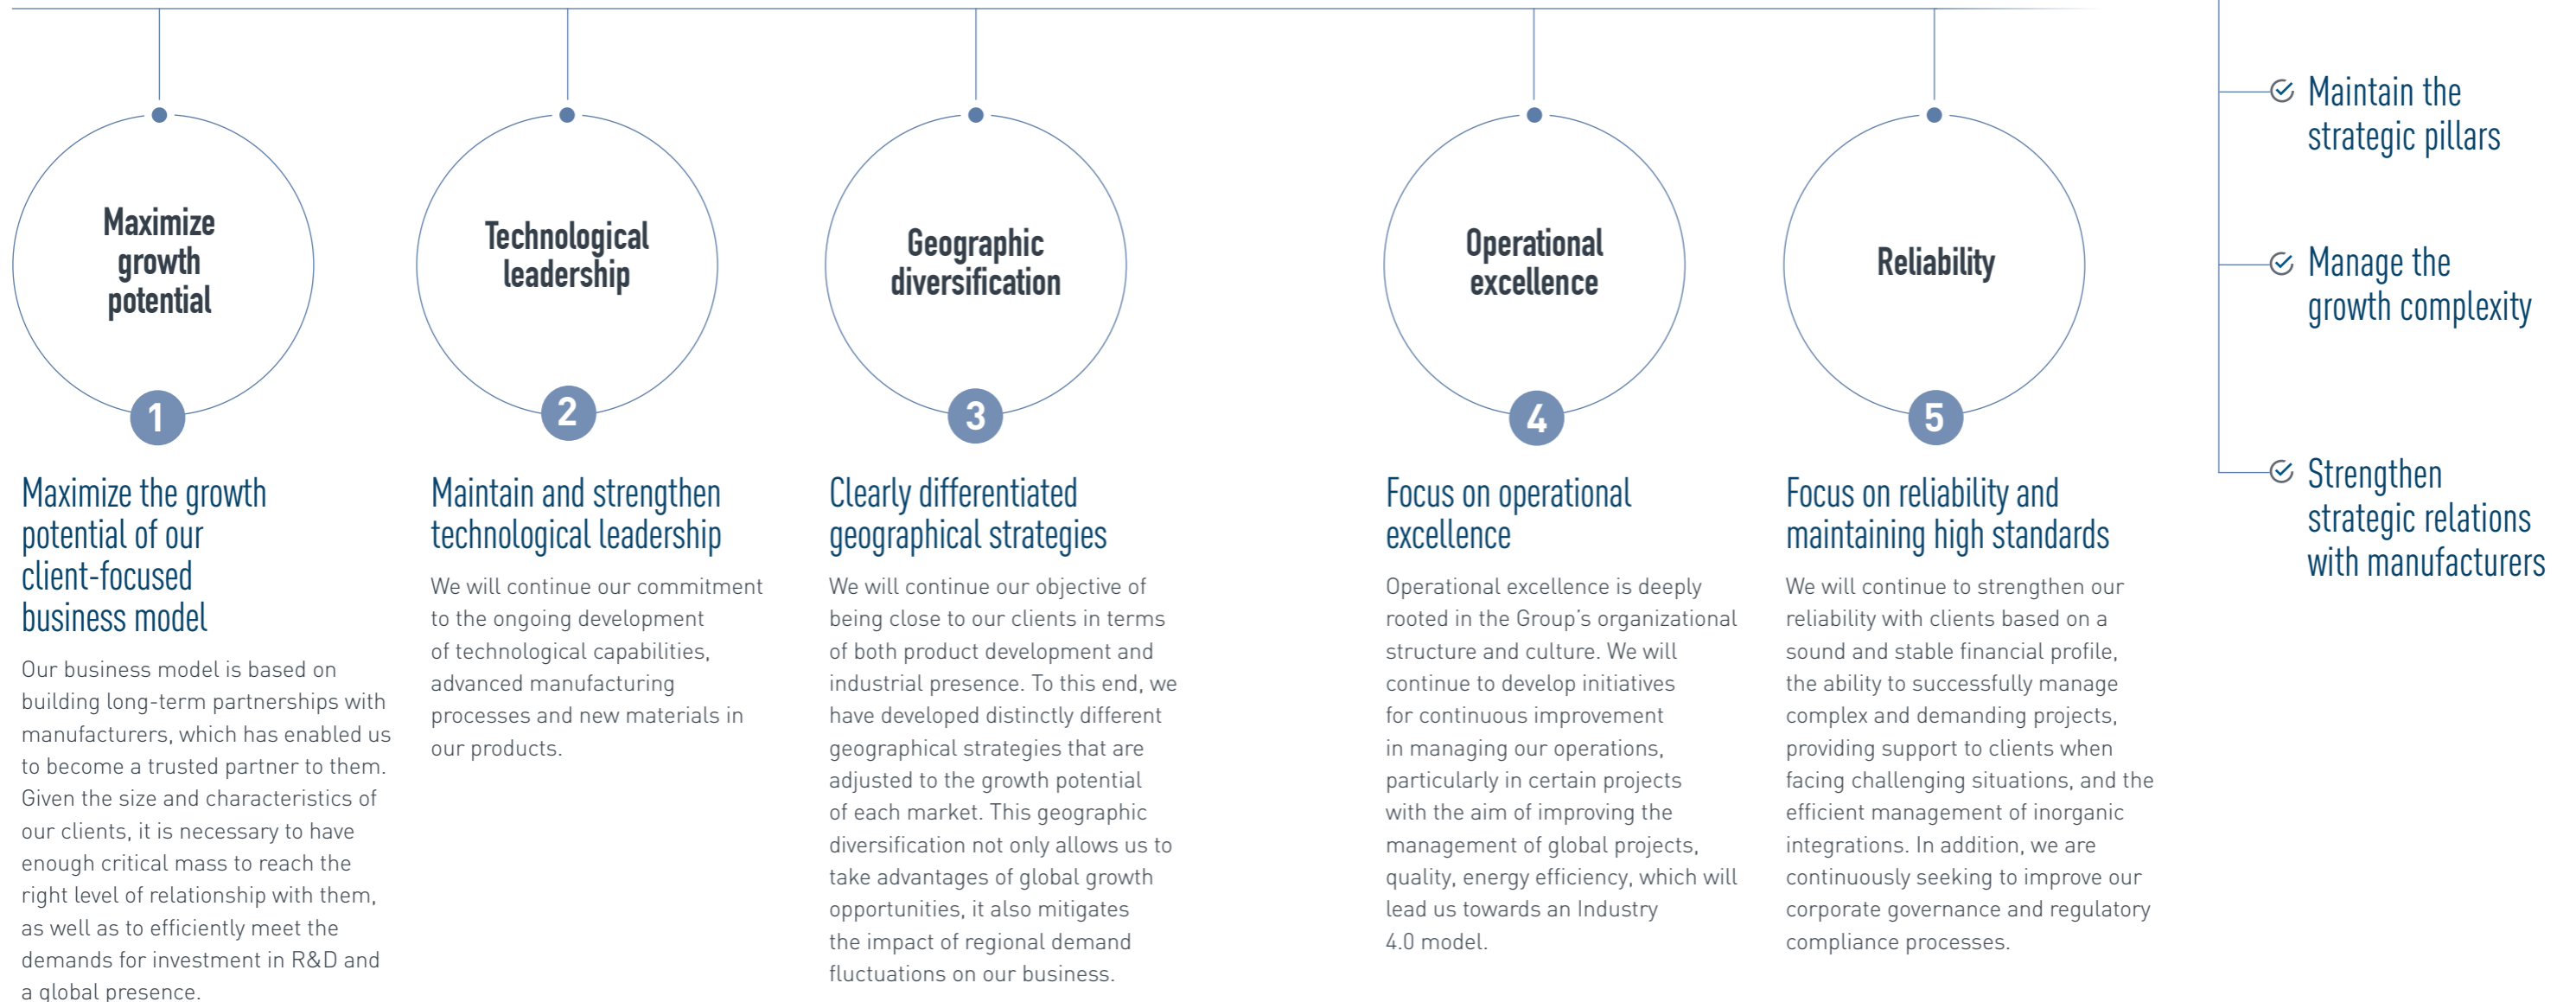 Maximize
growth
potential
1
Maximize the growth
potential of our
client-focused
business model
Our business model is based on
building long-term partnerships with
manufacturers, which has enabled us
to become a trusted partner to them.
Given the size and characteristics of
our clients, it is necessary to have
enough critical mass to reach the
right level of relationship with them,
as well as to efficiently meet the
demands for investment in R&D and
a global presence.
Technological
leadership
2
Maintain and strengthen
technological leadership
We will continue our commitment
to the ongoing development
of technological capabilities,
advanced manufacturing
processes and new materials in
our products.
Geographic
diversification
3
Clearly differentiated
geographical strategies
We will continue our objective of
being close to our clients in terms
of both product development and
industrial presence. To this end, we
have developed distinctly different
geographical strategies that are
adjusted to the growth potential
of each market. This geographic
diversification not only allows us to
take advantages of global growth
opportunities, it also mitigates
the impact of regional demand
fluctuations on our business.
Operational
excellence
4
Focus on operational
excellence
Operational excellence is deeply
rooted in the Group's organizational
structure and culture. We will
continue to develop initiatives
for continuous improvement
in managing our operations,
particularly in certain projects
with the aim of improving the
management of global projects,
quality, energy efficiency, which will
lead us towards an Industry
4.0 model.
Reliability
5
Focus on reliability and
maintaining high standards
We will continue to strengthen our
reliability with clients based on a
sound and stable financial profile,
the ability to successfully manage
complex and demanding projects,
providing support to clients when
facing challenging situations, and the
efficient management of inorganic
integrations. In addition, we are
continuously seeking to improve our
corporate governance and regulatory
compliance processes.
Maintain the
strategic pillars
Manage the
growth complexity
Strengthen
strategic relations
with manufacturers